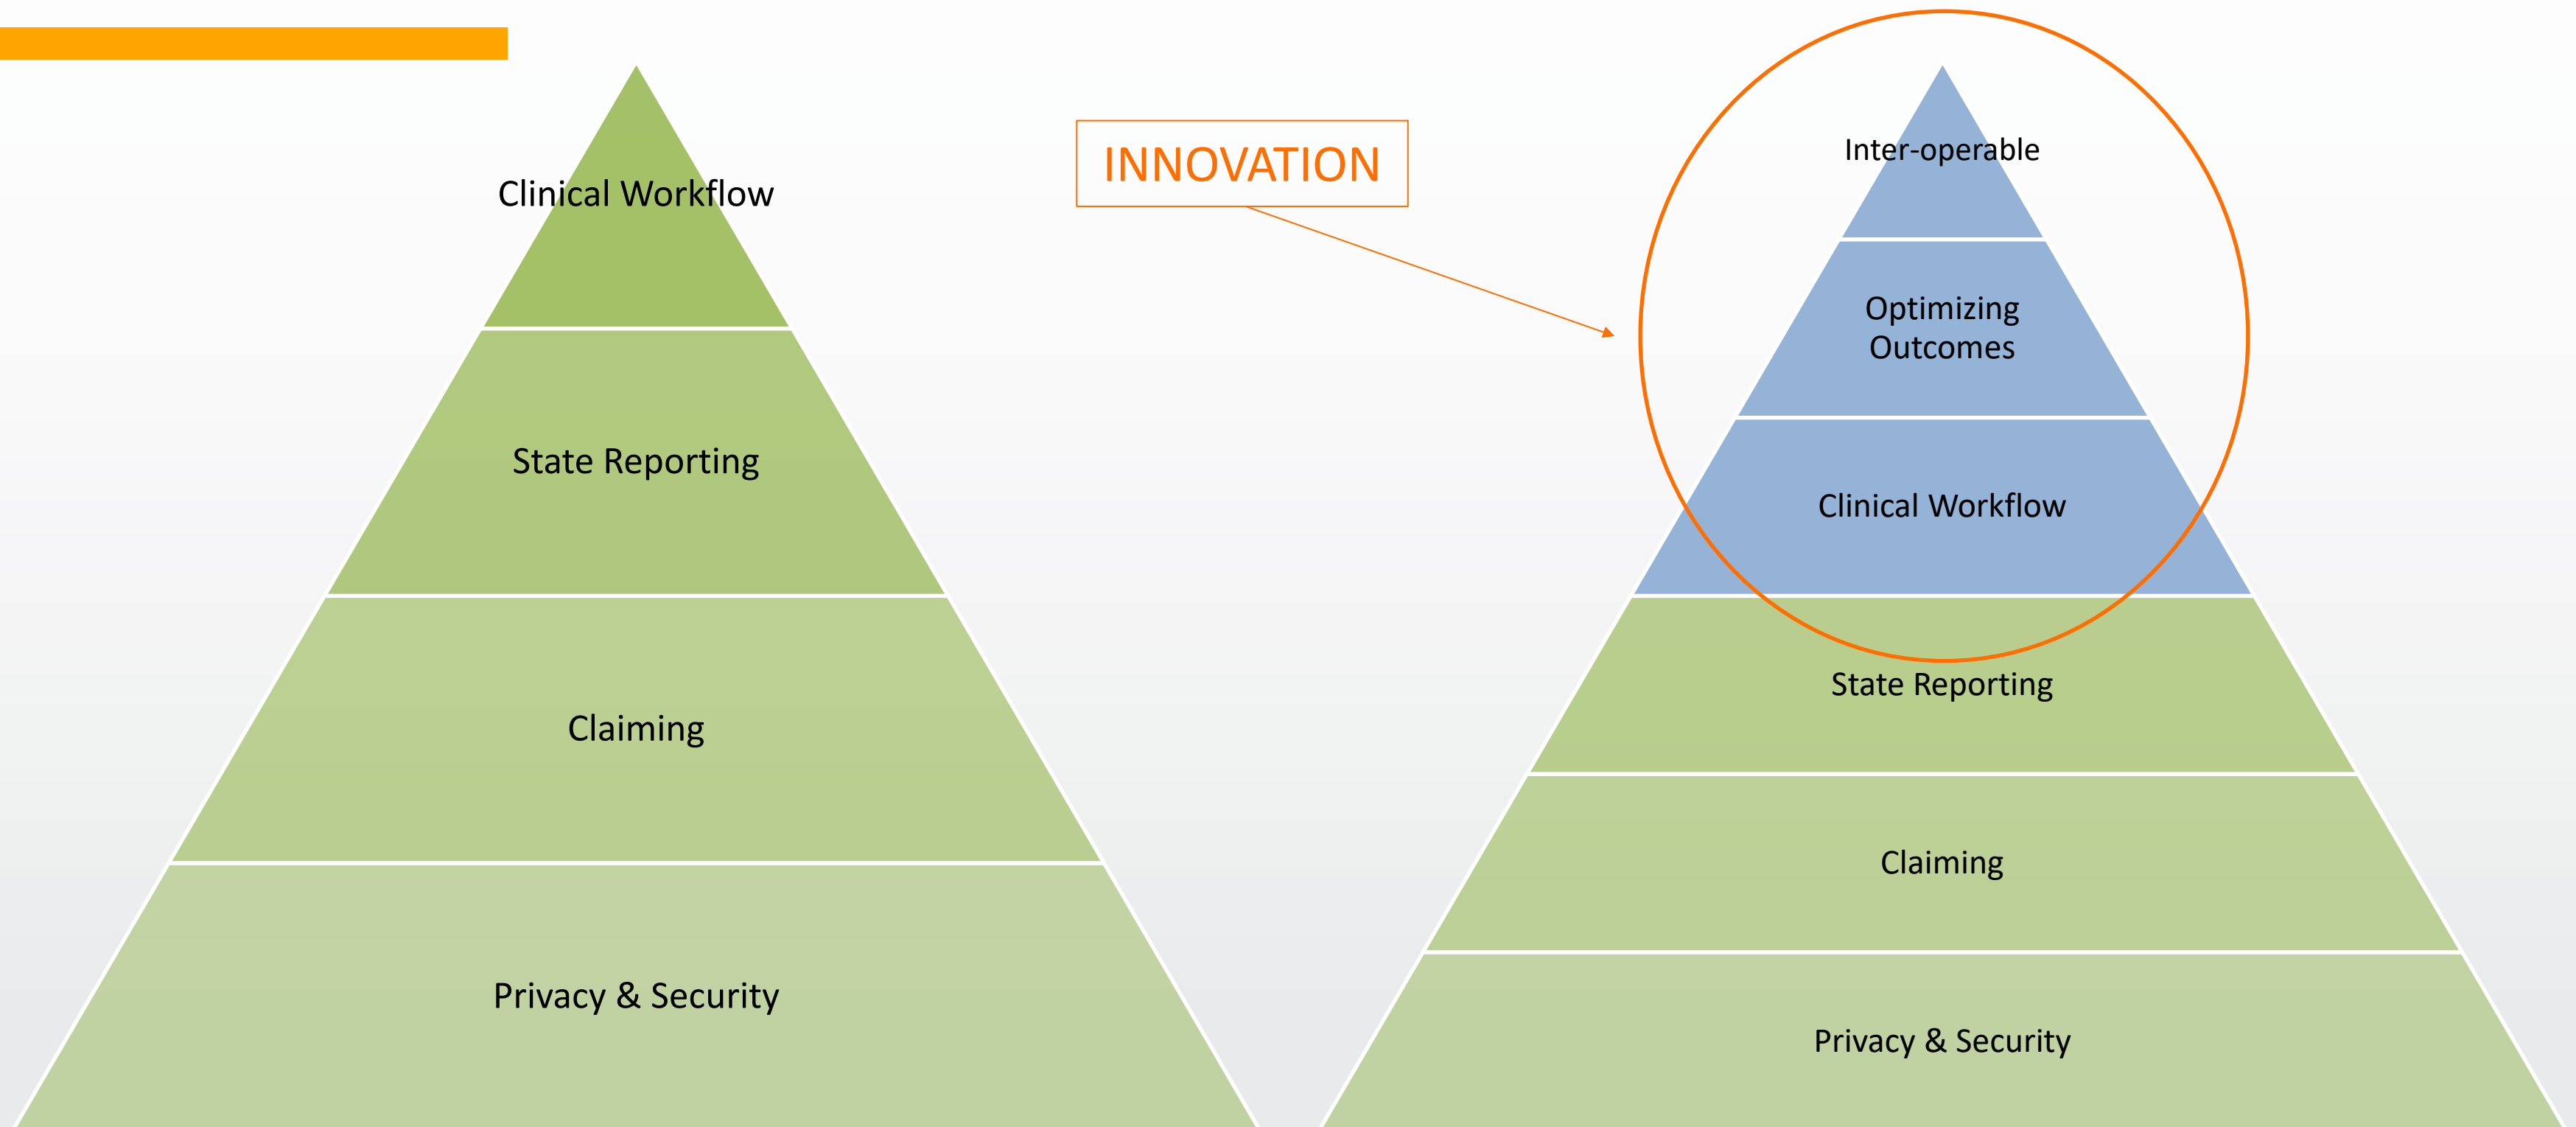 Clinical Workflow
State Reporting
Claiming
Privacy & Security
INNOVATION
Inter-operable
Optimizing
Outcomes
Clinical Workflow
State Reporting
Claiming
Privacy & Security